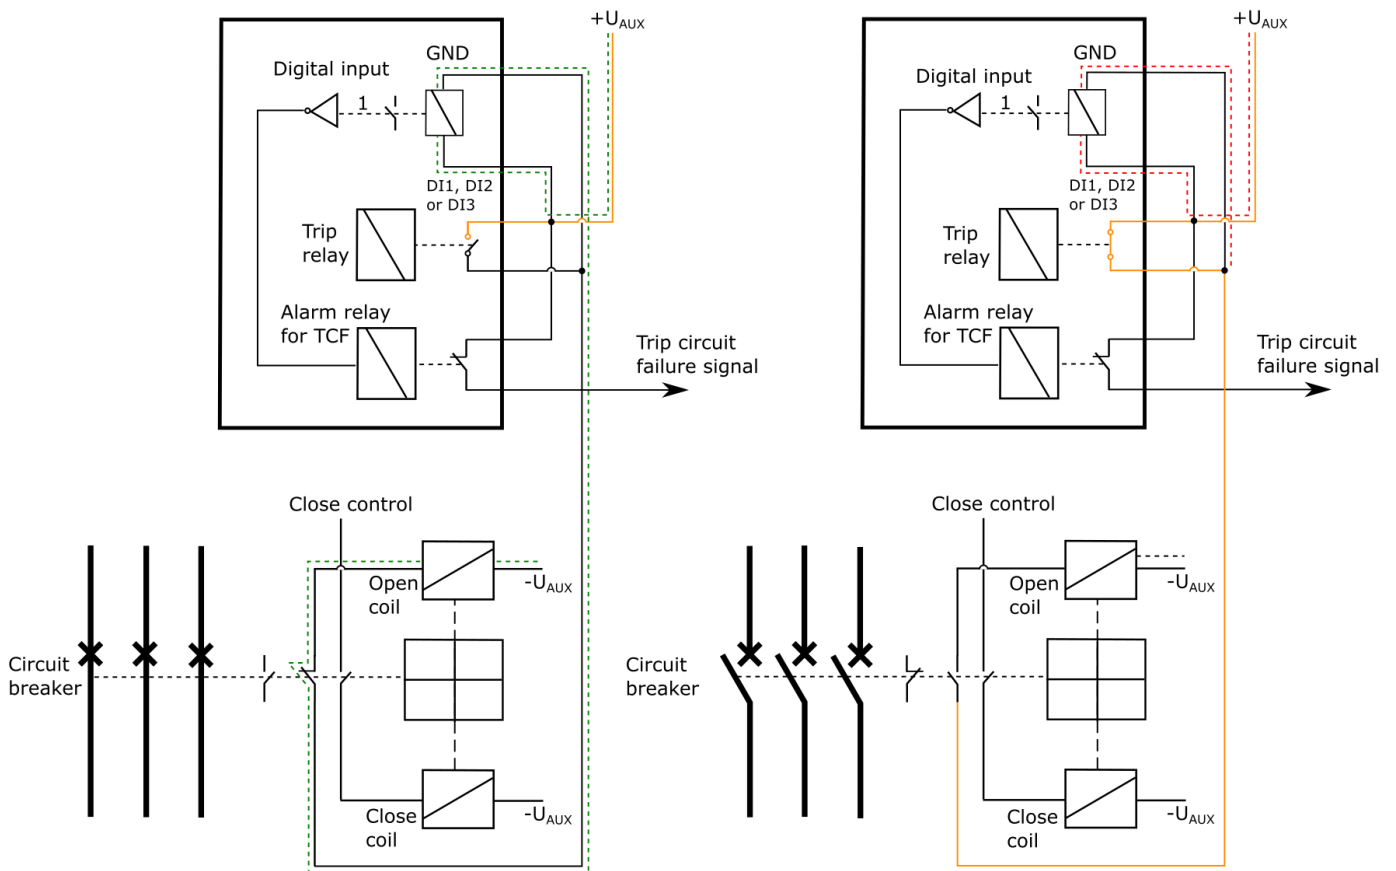 +UAUX
GND
Digital input
1
DI1, DI2
or DI3
Trip
relay
Alarm relay
for TCF
Trip circuit
failure signal
Close control
Open
coil
-UAUX
Circuit
breaker
Close
coil
-UAUX
+UAUX
GND
Digital input
1
DI1, DI2
or DI3
Trip
relay
Alarm relay
for TCF
Trip circuit
failure signal
Close control
Open
coil
-UAUX
Circuit
breaker
Close
coil
-UAUX